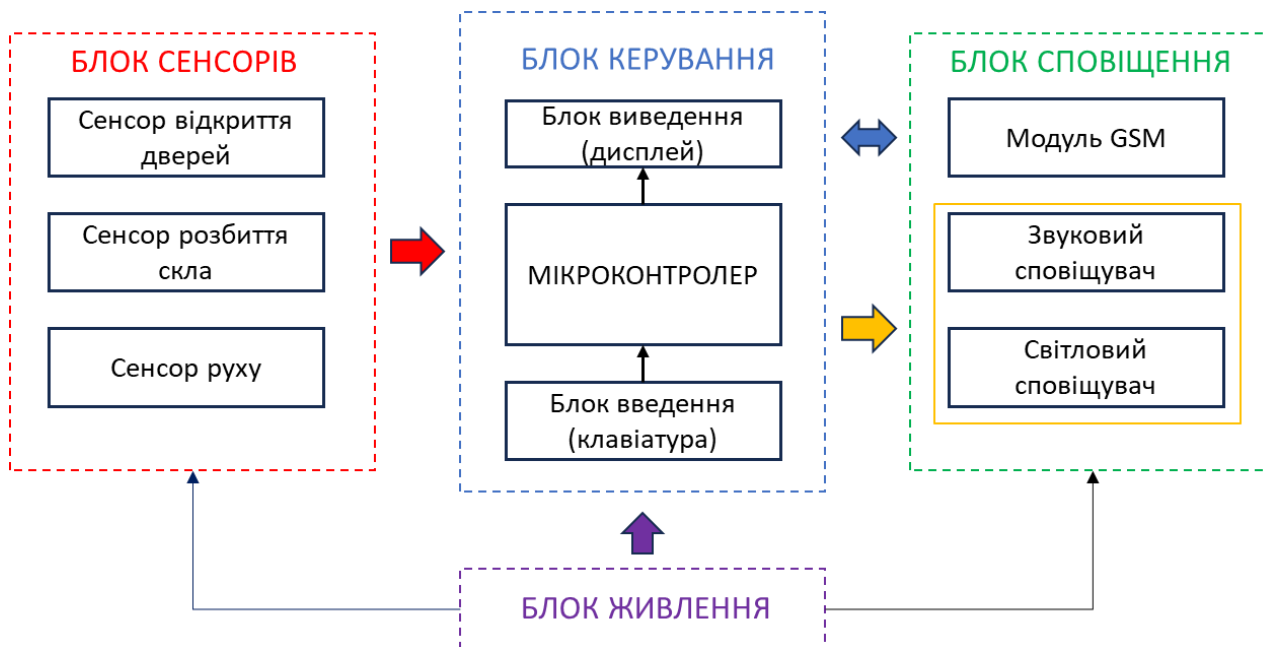 БЛОК СЕНСОРІВ
Сенсор відкриття
дверей
Сенсор розбиття
скла
Сенсор руху
БЛОК КЕРУВАННЯ
Блок виведення
(дисплей)
МІКРОКОНТРОЛЕР
Блок введення
(клавіатура)
БЛОК СПОВІЩЕННЯ
Модуль GSM
Звуковий
сповіщувач
Світловий
сповіщувач
БЛОК ЖИВЛЕННЯ